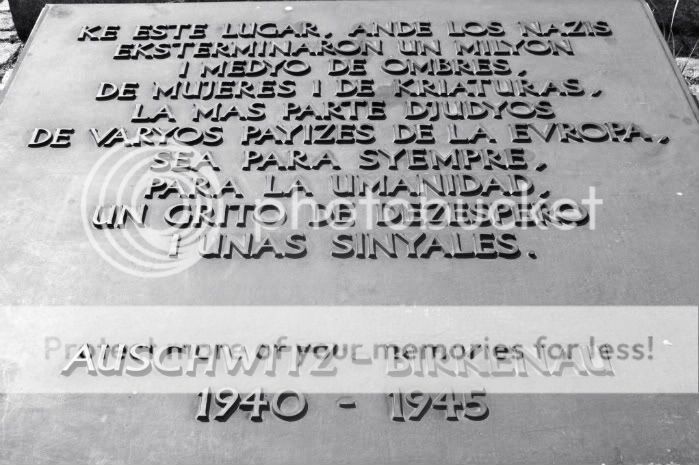 KE ESTE LUGAR, ANDE LOS NAZIS
EKSTERMINARON UN MILYON
I MEDYO DE OMBRES,
DE MUJERES I DE KRIATURAS,
LA MAS PARTE DJUDYOS
DE VARYOS PAYIZES DE LA EVROPA,
SEA PARA SYEMPRE,
PARA LA UMANIDAD,
UN GRITO DE DEZESPERO
I UNAS SINYALES.
photobucket
Protect more of your memories for less!
AUSCHWITZ - BIRKENAU
1940 - 1945